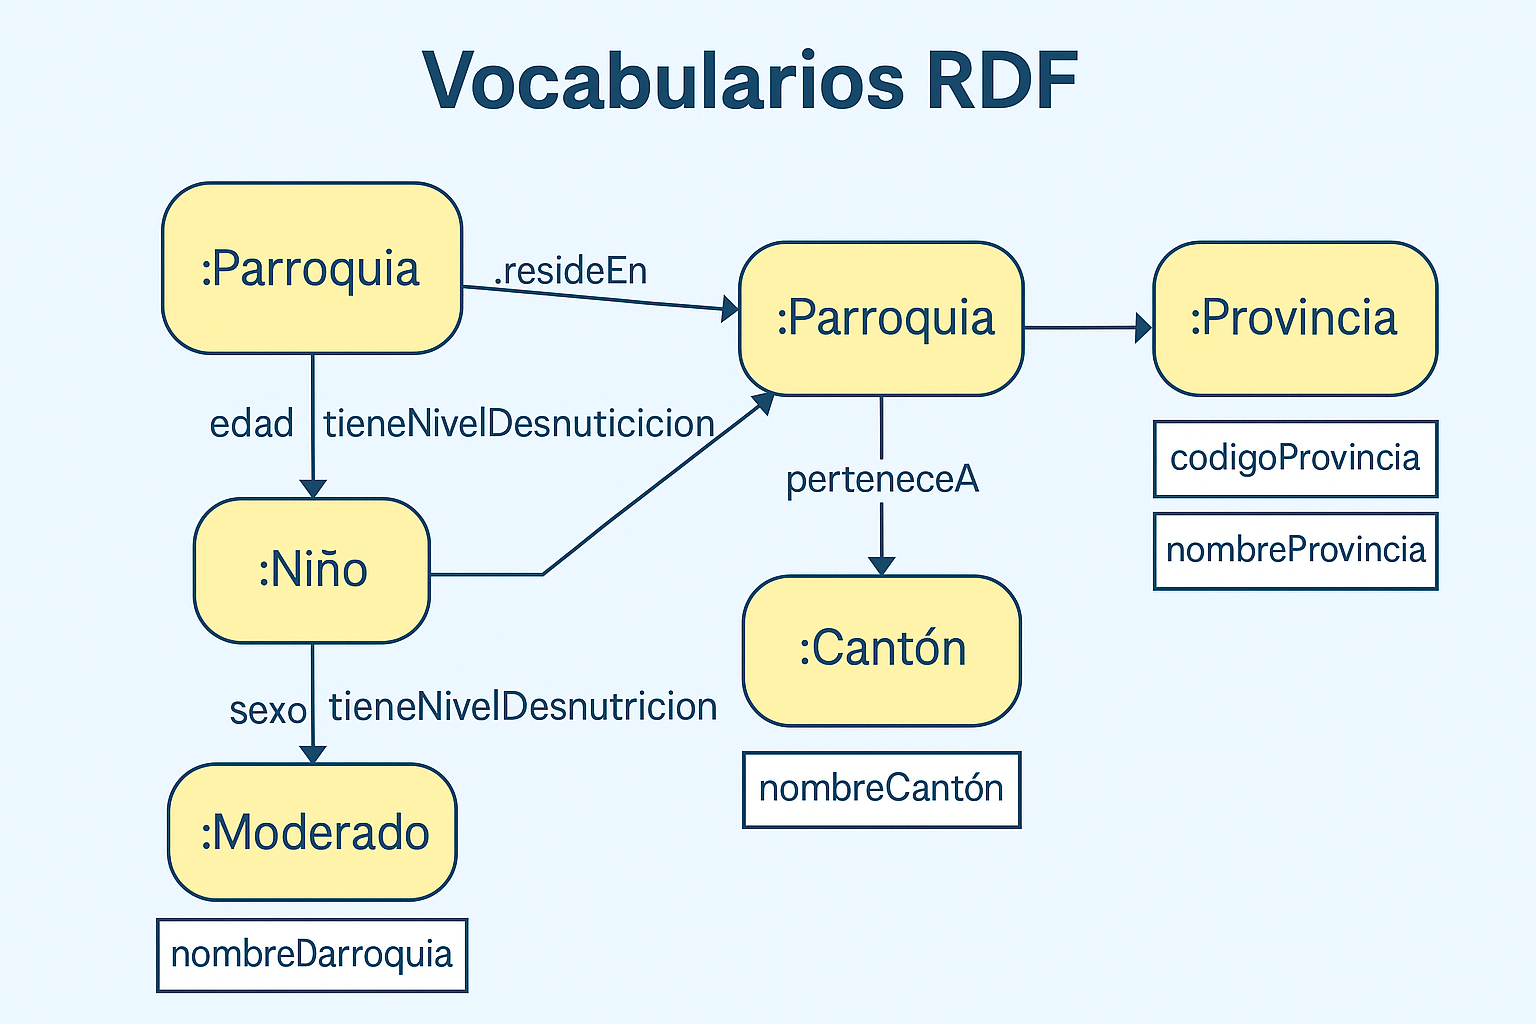 Vocabularios RDF
:Parroquia
.resideEn
:Parroquia
:Provincia
edad
tieneNivelDesnuticicion
codigoProvincia
perteneceA
nombreProvincia
:Niño
:Cantón
sexo
tieneNivelDesnutricion
nombreCantón
:Moderado
nombreDarroquia